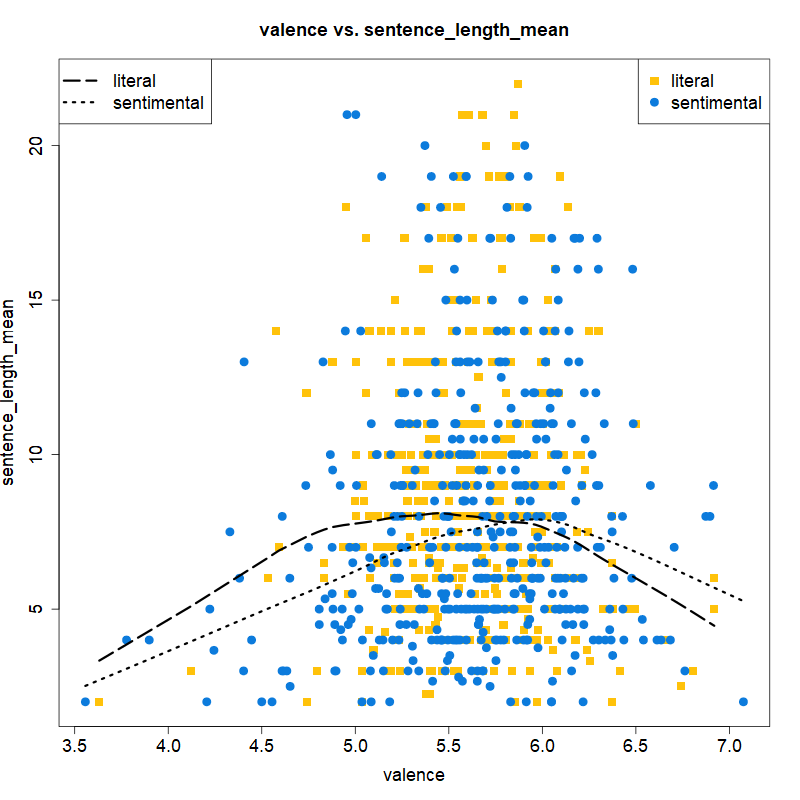 valence vs. sentence_length_mean
literal
sentimental
literal
sentimental
sentence_length_mean
20
15
10
5
3.5 4.0 4.5 5.0 5.5 6.0 6.5 7.0
valence